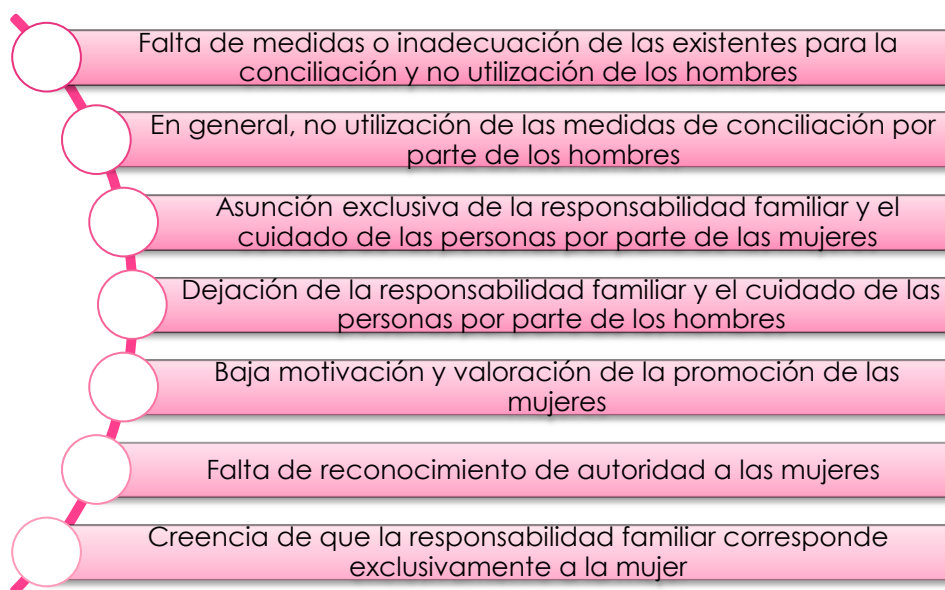 Falta de medidas o inadecuación de las existentes para la
conciliación y no utilización de los hombres
En general, no utilización de las medidas de conciliación por
parte de los hombres
Asunción exclusiva de la responsabilidad familiar y el
cuidado de las personas por parte de las mujeres
Dejación de la responsabilidad familiar y el cuidado de las
personas por parte de los hombres
Baja motivación y valoración de la promoción de las
mujeres
Falta de reconocimiento de autoridad a las mujeres
Creencia de que la responsabilidad familiar corresponde
exclusivamente a la mujer